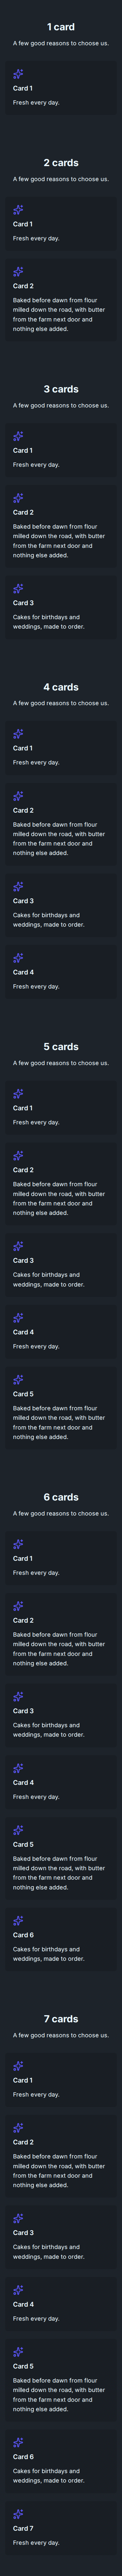 1 card
A few good reasons to choose us.
Card 1
Fresh every day.
2 cards
A few good reasons to choose us.
Card 1
Fresh every day.
Card 2
Baked before dawn from flour
milled down the road, with butter
from the farm next door and
nothing else added.
3 cards
A few good reasons to choose us.
Card 1
Fresh every day.
Card 2
Baked before dawn from flour
milled down the road, with butter
from the farm next door and
nothing else added.
Card 3
Cakes for birthdays and
weddings, made to order.
4 cards
A few good reasons to choose us.
Card 1
Fresh every day.
Card 2
Baked before dawn from flour
milled down the road, with butter
from the farm next door and
nothing else added.
Card 3
Cakes for birthdays and
weddings, made to order.
Card 4
Fresh every day.
5 cards
A few good reasons to choose us.
Card 1
Fresh every day.
Card 2
Baked before dawn from flour
milled down the road, with butter
from the farm next door and
nothing else added.
Card 3
Cakes for birthdays and
weddings, made to order.
Card 4
Fresh every day.
Card 5
Baked before dawn from flour
milled down the road, with butter
from the farm next door and
nothing else added.
6 cards
A few good reasons to choose us.
Card 1
Fresh every day.
Card 2
Baked before dawn from flour
milled down the road, with butter
from the farm next door and
nothing else added.
Card 3
Cakes for birthdays and
weddings, made to order.
Card 4
Fresh every day.
Card 5
Baked before dawn from flour
milled down the road, with butter
from the farm next door and
nothing else added.
Card 6
Cakes for birthdays and
weddings, made to order.
7 cards
A few good reasons to choose us.
Card 1
Fresh every day.
Card 2
Baked before dawn from flour
milled down the road, with butter
from the farm next door and
nothing else added.
Card 3
Cakes for birthdays and
weddings, made to order.
Card 4
Fresh every day.
Card 5
Baked before dawn from flour
milled down the road, with butter
from the farm next door and
nothing else added.
Card 6
Cakes for birthdays and
weddings, made to order.
Card 7
Fresh every day.